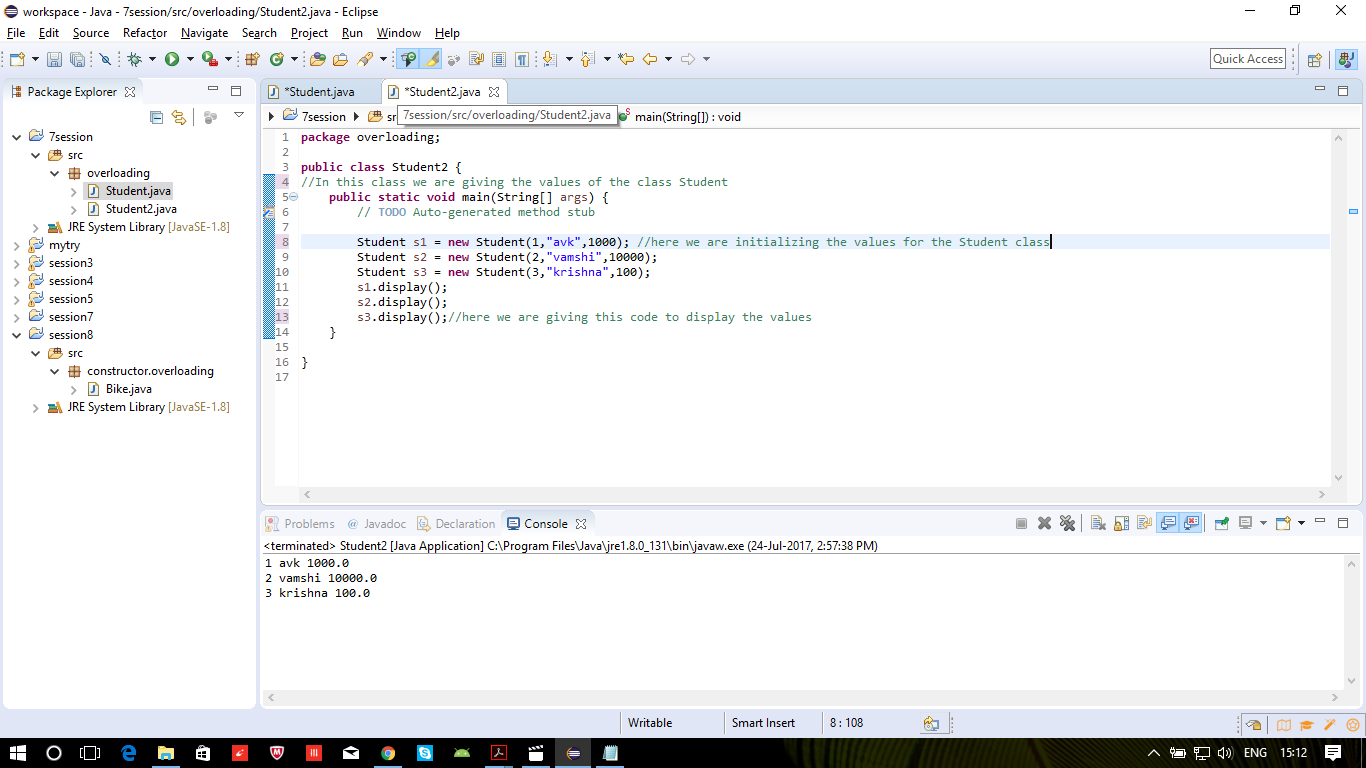 workspace - Java - 7session/src/overloading/Student2.java - Eclipse
File Edit Source Refactor Navigate Search Project Run Window Help
Quick Access
Package Explorer
*Student.java
*Student2.java
7session
7session/src/overloading/Student2.java
main(String[]) : void
7session
src
overloading
Student.java
Student2.java
JRE System Library [JavaSE-1.8]
mytry
session3
session4
session5
session7
session8
src
constructor.overloading
Bike.java
JRE System Library [JavaSE-1.8]
1 package overloading;
2
3 public class Student2 {
4 //In this class we are giving the values of the class Student
5 public static void main(String[] args) {
6 // TODO Auto-generated method stub
7
8 Student s1 = new Student(1,"avk",1000); //here we are initializing the values for the Student class
9 Student s2 = new Student(2,"vamshi",10000);
10 Student s3 = new Student(3,"krishna",100);
11 s1.display();
12 s2.display();
13 s3.display();//here we are giving this code to display the values
14 }
15
16 }
17
Problems @ Javadoc Declaration Console
<terminated> Student2 [Java Application] C:\Program Files\Java\jre1.8.0_131\bin\javaw.exe (24-Jul-2017, 2:57:38 PM)
1 avk 1000.0
2 vamshi 10000.0
3 krishna 100.0
Writable
Smart Insert
8 : 108
ENG
15:12